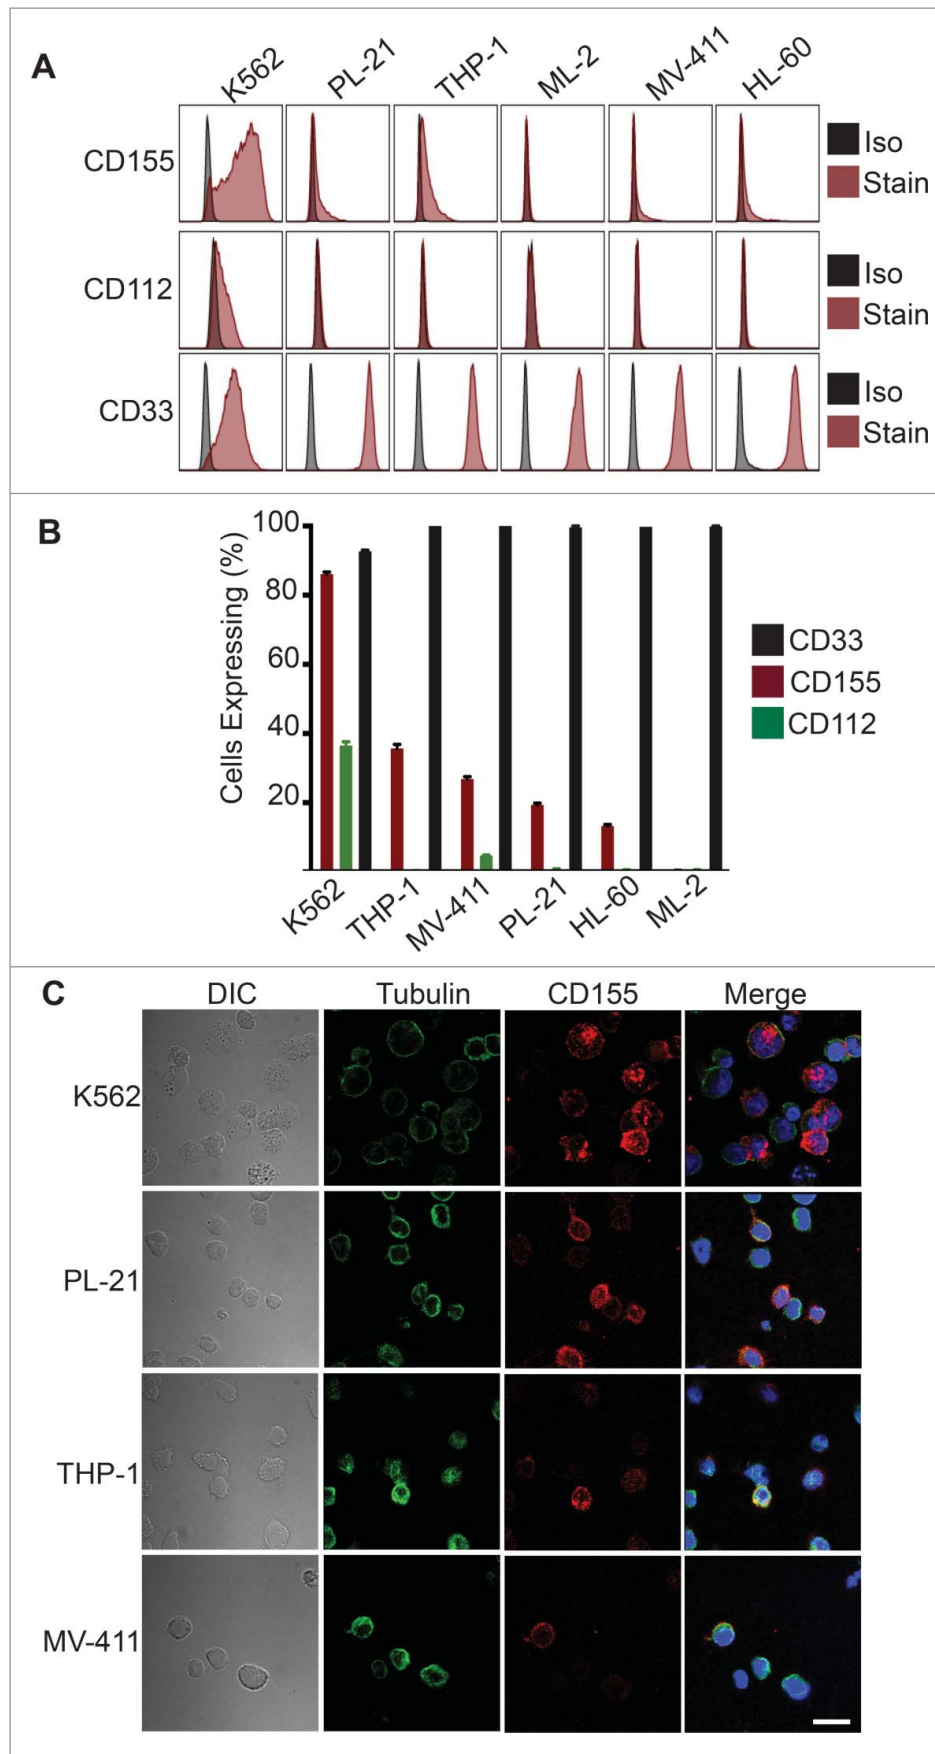 A
K562 PL-21 THP-1 ML-2 MV-411 HL-60
CD155
Iso
Stain
CD112
Iso
Stain
CD33
Iso
Stain
B
Cells Expressing (%)
100
80
60
40
20
K562 THP-1 MV-411 PL-21 HL-60 ML-2
CD33
CD155
CD112
C
DIC Tubulin CD155 Merge
K562
PL-21
THP-1
MV-411